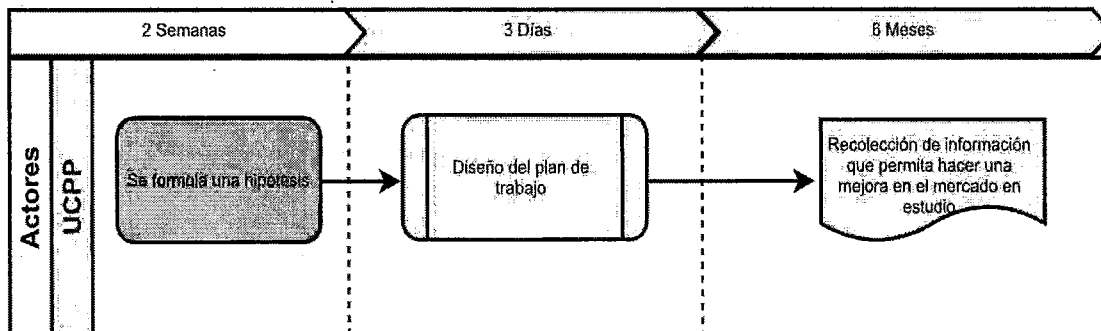 2 Semanas
3 Días
6 Meses
Actores
UCPP
Se formula una hipótesis
Diseño del plan de
trabajo
Recolección de información
que permita hacer una
mejora en el mercado en
estudio